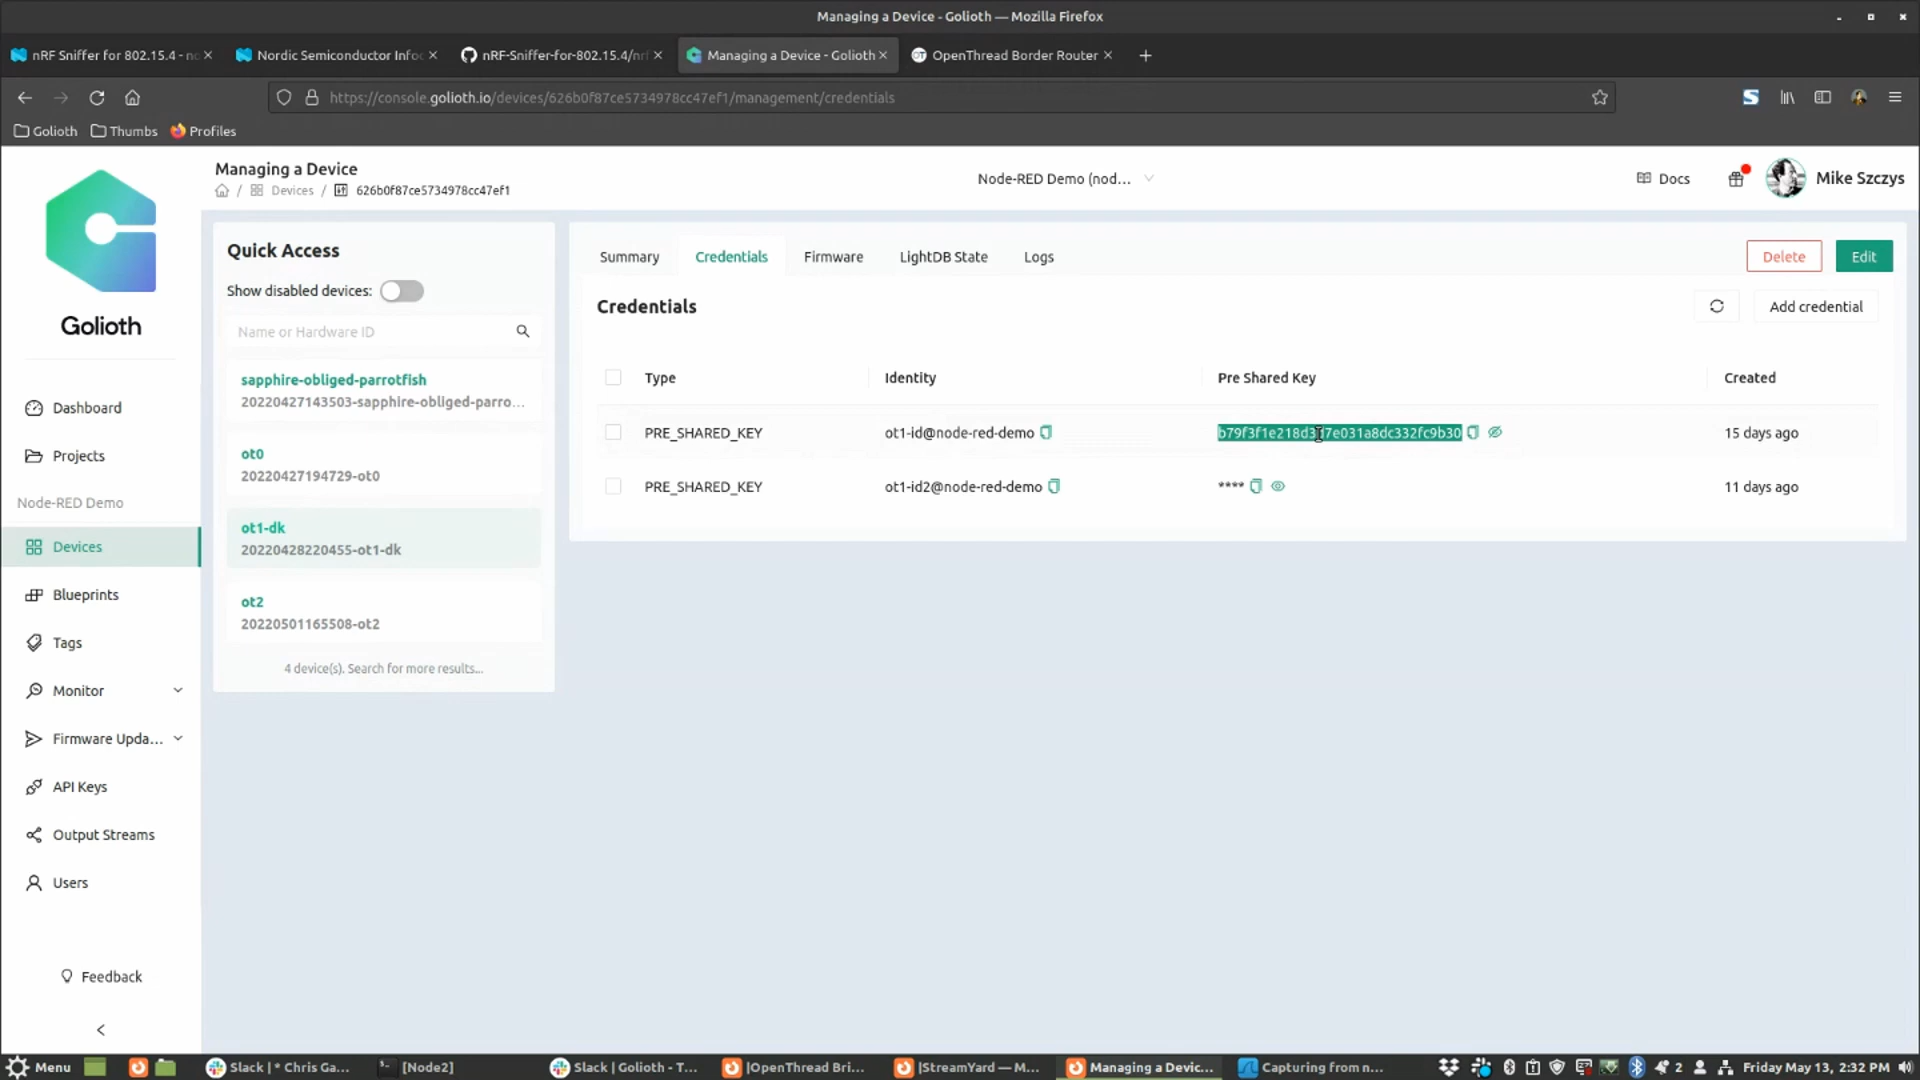 Managing a Device - Golioth — Mozilla Firefox
nRF Sniffer for 802.15.4 - no
Nordic Semiconductor Info
nRF-Sniffer-for-802.15.4/nrf
Managing a Device - Golioth
OpenThread Border Router
https://console.golioth.io/devices/626b0f87ce5734978cc47ef1/management/credentials
Golioth
Thumbs
Profiles
Managing a Device
/ Devices / 626b0f87ce5734978cc47ef1
Node-RED Demo (nod...
Docs
Mike Szczys
Golioth
Dashboard
Projects
Node-RED Demo
Devices
Blueprints
Tags
Monitor
Firmware Upda...
API Keys
Output Streams
Users
Feedback
Quick Access
Show disabled devices:
Name or Hardware ID
sapphire-obliged-parrotfish
20220427143503-sapphire-obliged-parro...
ot0
20220427194729-ot0
ot1-dk
20220428220455-ot1-dk
ot2
20220501165508-ot2
4 device(s). Search for more results...
Summary
Credentials
Firmware
LightDB State
Logs
Delete
Edit
Credentials
Add credential
Type Identity Pre Shared Key Created
PRE_SHARED_KEY ot1-id@node-red-demo 15 days ago
PRE_SHARED_KEY ot1-id2@node-red-demo **** 11 days ago
Menu
Slack | * Chris Ga...
[Node2]
Slack | Golioth - T...
|OpenThread Bri...
|StreamYard — M...
Managing a Devic...
Capturing from n...
2
Friday May 13, 2:32 PM